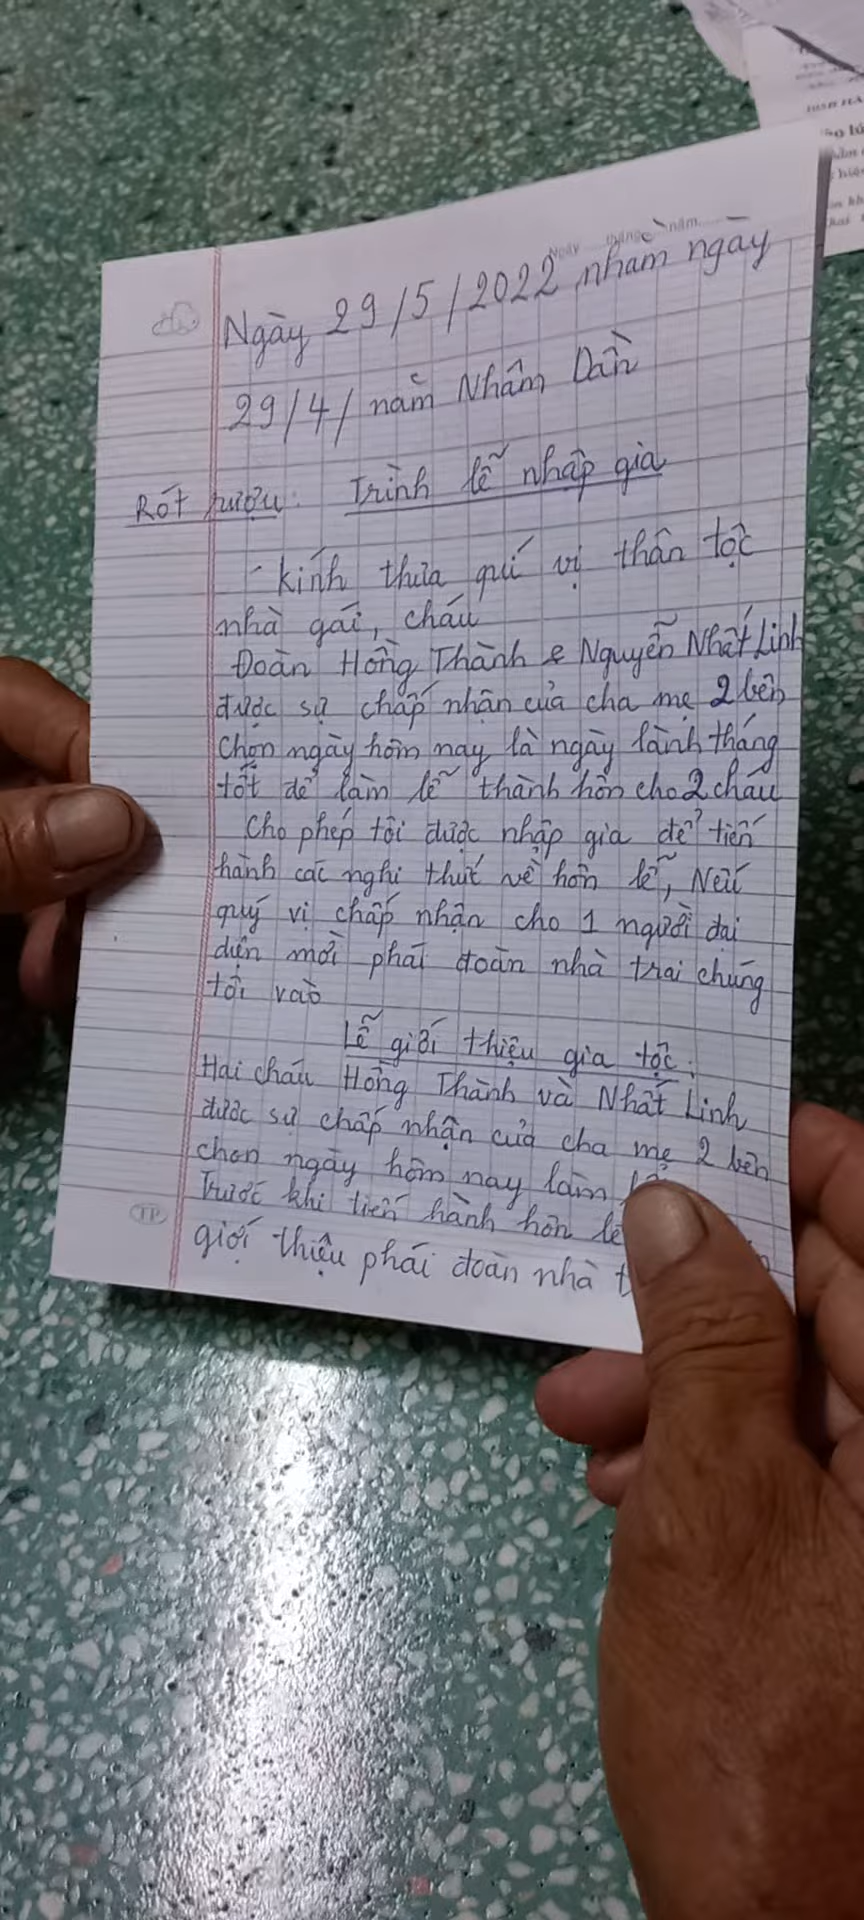 Ngày tháng năm
Ngày 29/5/2022 nhằm ngày
29/4/ năm Nhâm Dần
Rót rượu: Trình lễ nhập gia
- Kính thưa quí vị thân tộc
nhà gái, cháu
Đoàn Hồng Thành & Nguyễn Nhất Linh
được sự chấp nhận của cha mẹ 2 bên
Chọn ngày hôm nay là ngày lành tháng
tốt để làm lễ thành hôn cho 2 cháu
Cho phép tôi được nhập gia để tiến
hành các nghi thức về hôn lễ, Nếu
quý vị chấp nhận cho 1 người đại
diện mời phái đoàn nhà trai chúng
tôi vào
Lễ giới thiệu gia tộc:
Hai cháu Hồng Thành và Nhất Linh
được sự chấp nhận của cha mẹ 2 bên
chọn ngày hôm nay làm lễ
Trước khi tiến hành hôn lễ
giới thiệu phái đoàn nhà t